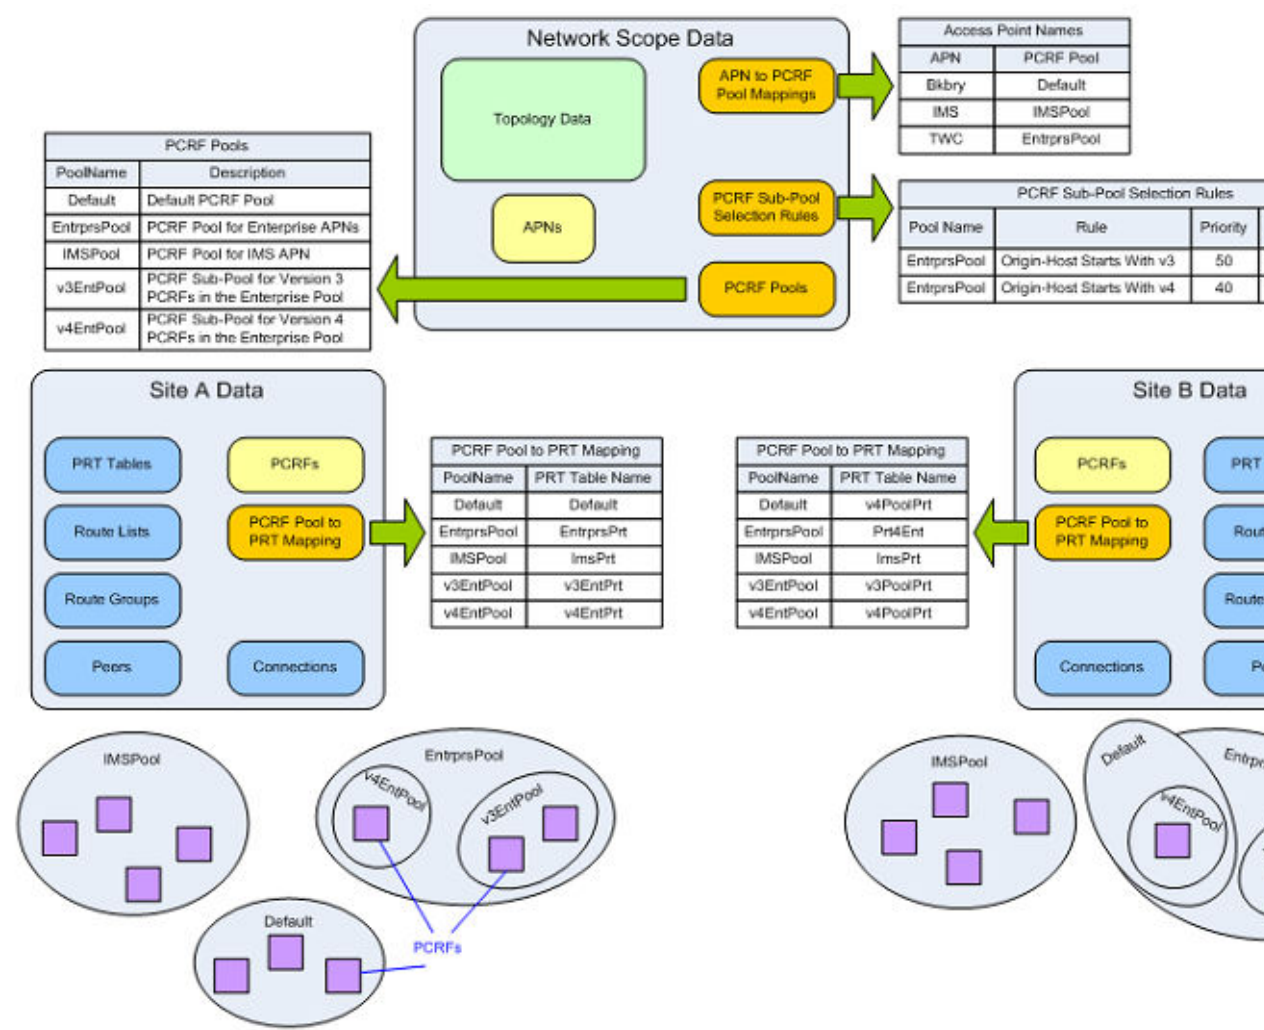 Network Scope Data
Topology Data
APNs
APN to PCRF
Pool Mappings
PCRF Sub-Pool
Selection Rules
PCRF Pools
Access Point Names
APN PCRF Pool
Bkbry Default
IMS IMSPool
TWC EntrprsPool
PCRF Pools
PoolName Description
Default Default PCRF Pool
EntrprsPool PCRF Pool for Enterprise APNs
IMSPool PCRF Pool for IMS APN
v3EntPool PCRF Sub-Pool for Version 3
PCRFs in the Enterprise Pool
v4EntPool PCRF Sub-Pool for Version 4
PCRFs in the Enterprise Pool
PCRF Sub-Pool Selection Rules
Pool Name Rule Priority
EntrprsPool Origin-Host Starts With v3 50
EntrprsPool Origin-Host Starts With v4 40
Site A Data
PRT Tables
Route Lists
Route Groups
Peers
PCRFs
PCRF Pool to
PRT Mapping
Connections
PCRF Pool to PRT Mapping
PoolName PRT Table Name
Default Default
EntrprsPool EntrprsPrt
IMSPool ImsPrt
v3EntPool v3EntPrt
v4EntPool v4EntPrt
PCRF Pool to PRT Mapping
PoolName PRT Table Name
Default v4PoolPrt
EntrprsPool Prt4Ent
IMSPool ImsPrt
v3EntPool v3PoolPrt
v4EntPool v4PoolPrt
Site B Data
PCRFs
PCRF Pool to
PRT Mapping
Connections
PRT
Rout
Route
Pe
IMSPool
EntrprsPool
v4EntPool
v3EntPool
Default
PCRFs
IMSPool
Default
v4EntPool
Entrprs